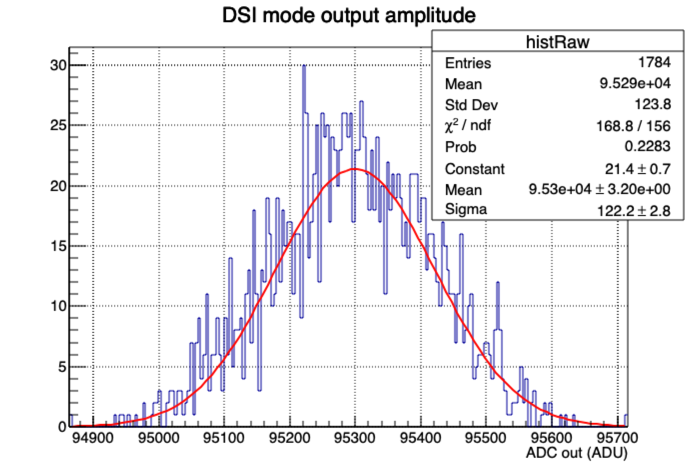 DSI mode output amplitude
histRaw
Entries 1784
Mean 9.529e+04
Std Dev 123.8
χ² / ndf 168.8 / 156
Prob 0.2283
Constant 21.4 ± 0.7
Mean 9.53e+04 ± 3.20e+00
Sigma 122.2 ± 2.8
30
25
20
15
10
5
0
94900 95000 95100 95200 95300 95400 95500 95600 95700
ADC out (ADU)